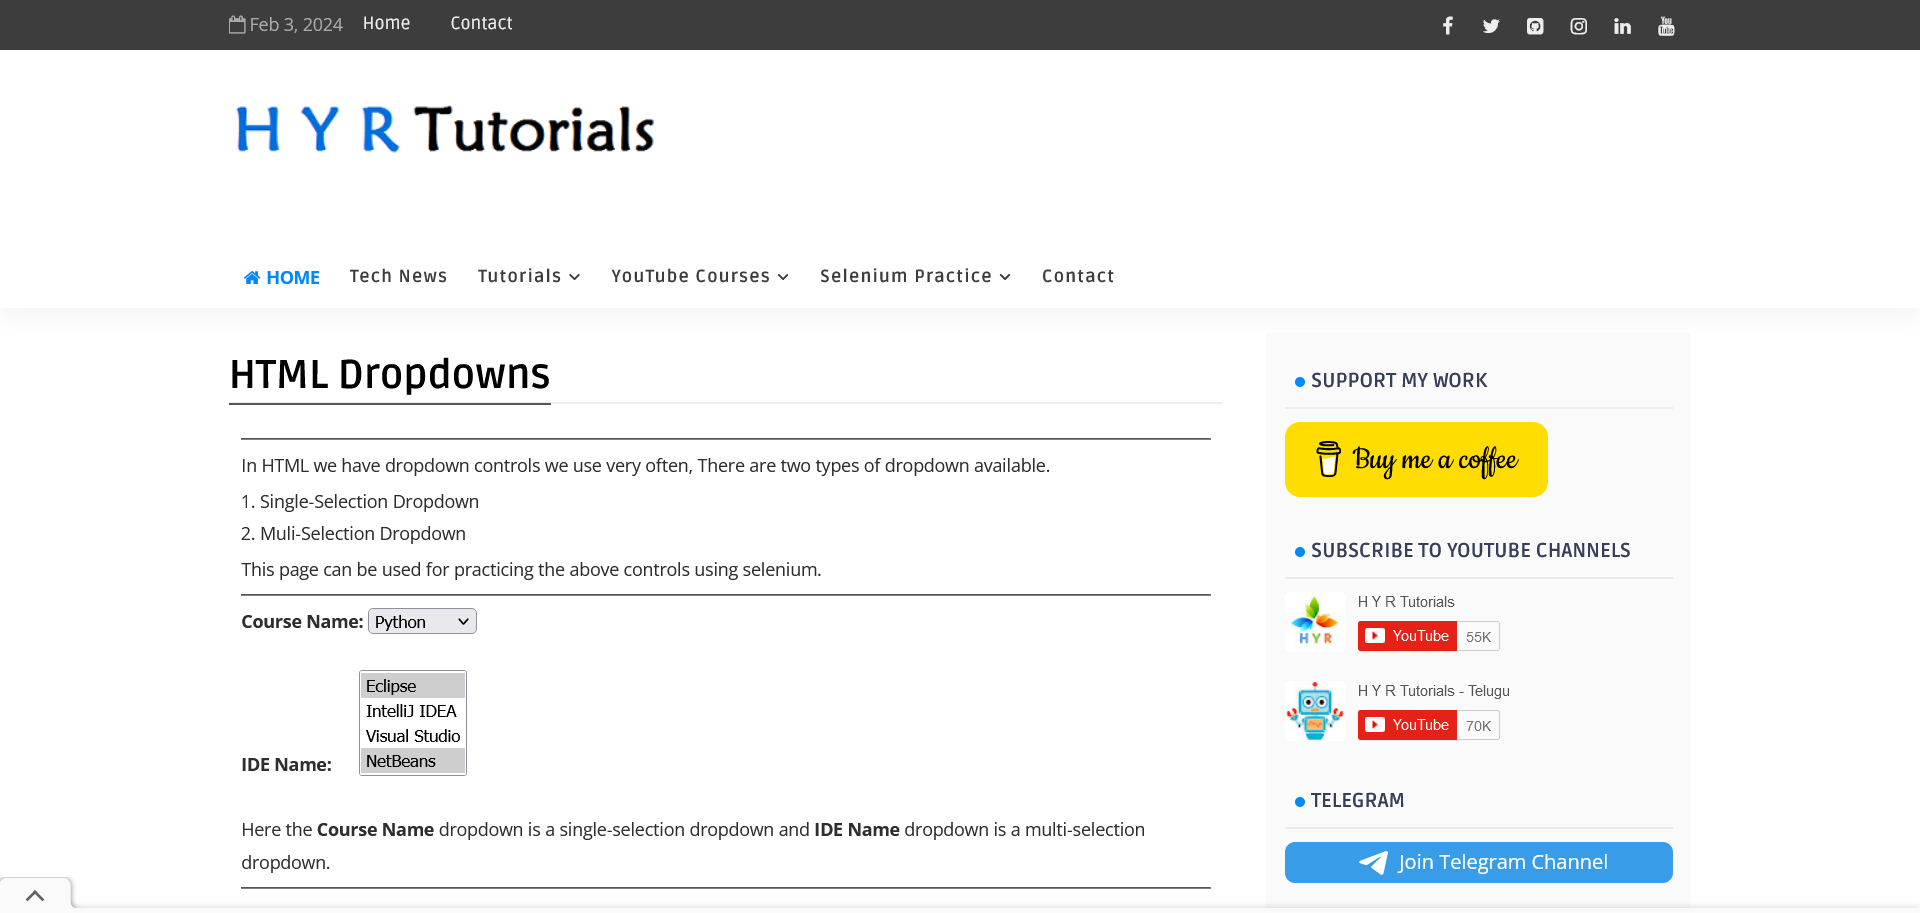 Feb 3, 2024 Home Contact
H Y R Tutorials
HOME Tech News Tutorials YouTube Courses Selenium Practice Contact
HTML Dropdowns
In HTML we have dropdown controls we use very often, There are two types of dropdown available.
1. Single-Selection Dropdown
2. Muli-Selection Dropdown
This page can be used for practicing the above controls using selenium.
Course Name: Python
Eclipse
IntelliJ IDEA
Visual Studio
NetBeans
IDE Name:
Here the Course Name dropdown is a single-selection dropdown and IDE Name dropdown is a multi-selection
dropdown.
SUPPORT MY WORK
Buy me a coffee
SUBSCRIBE TO YOUTUBE CHANNELS
H Y R Tutorials
HYR
YouTube 55K
H Y R Tutorials - Telugu
YouTube 70K
TELEGRAM
Join Telegram Channel